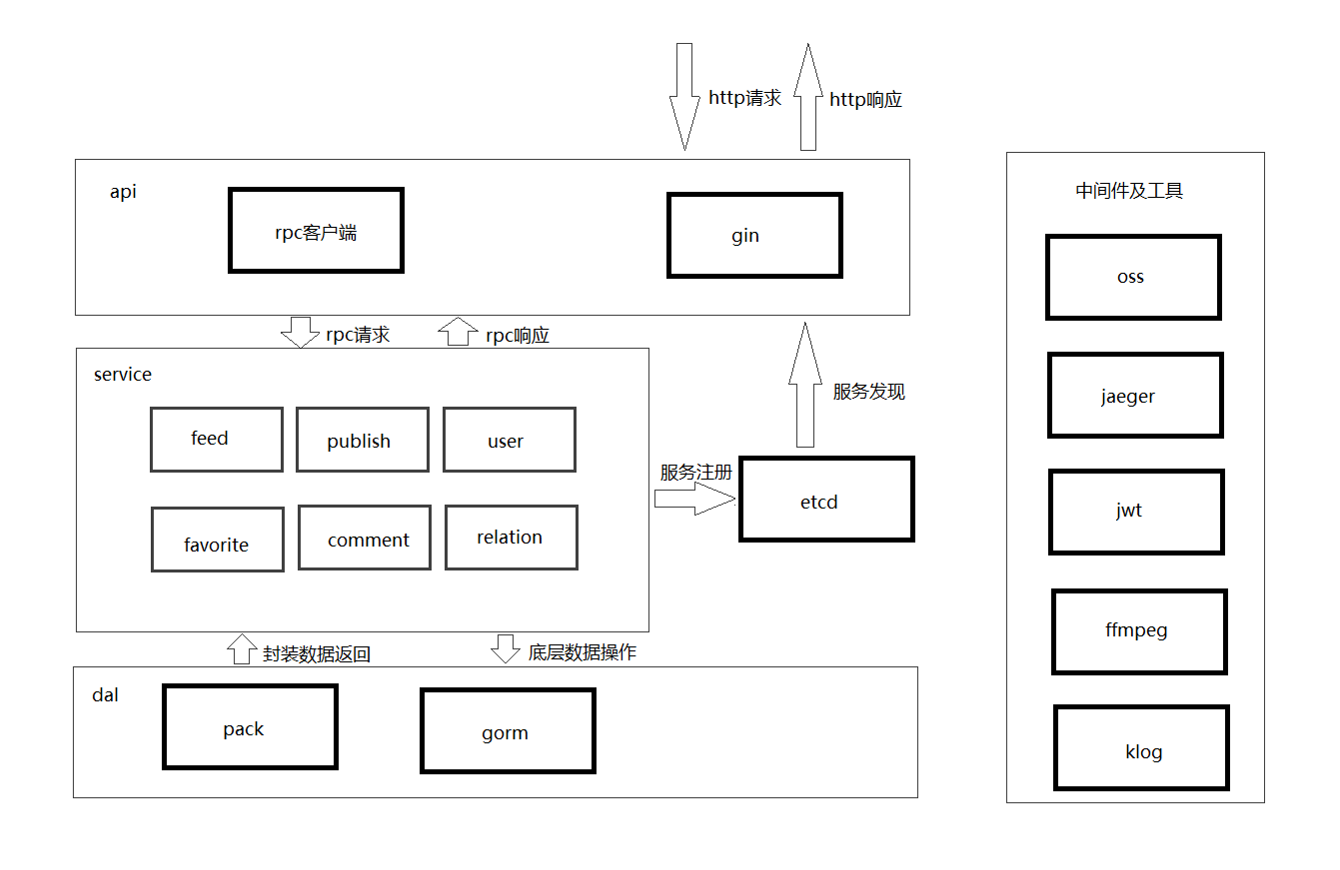 http请求
http响应
api
rpc客户端
gin
rpc请求
rpc响应
service
feed
publish
user
favorite
comment
relation
服务注册
etcd
服务发现
封装数据返回
底层数据操作
dal
pack
gorm
中间件及工具
oss
jaeger
jwt
ffmpeg
klog